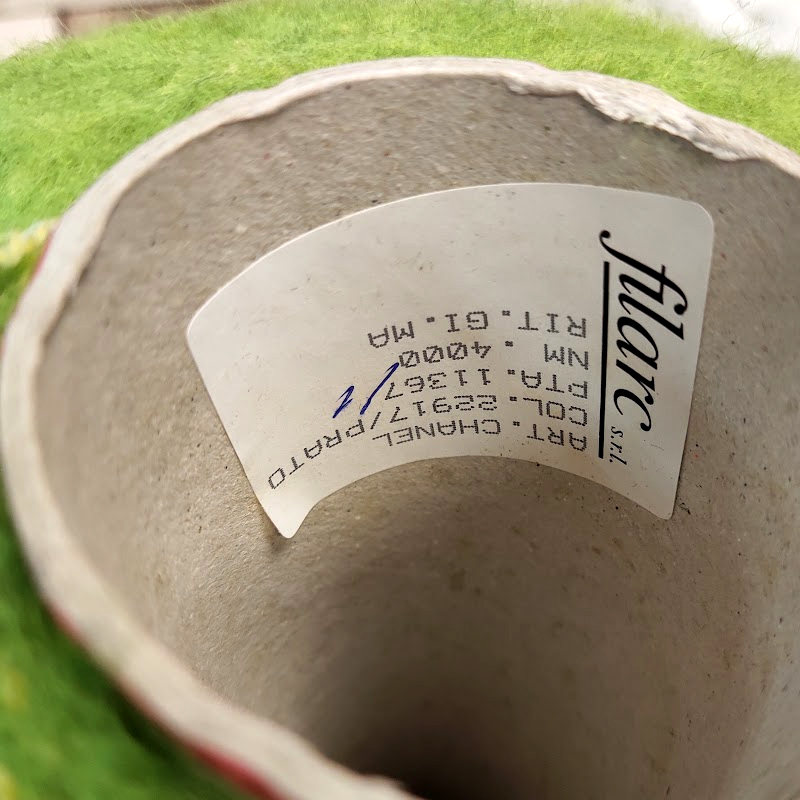 filarc s.r.l.
ART. CHANEL
COL. 22917/PRATO
PTA. 11367
NM. 4000
RIT. GI. MA